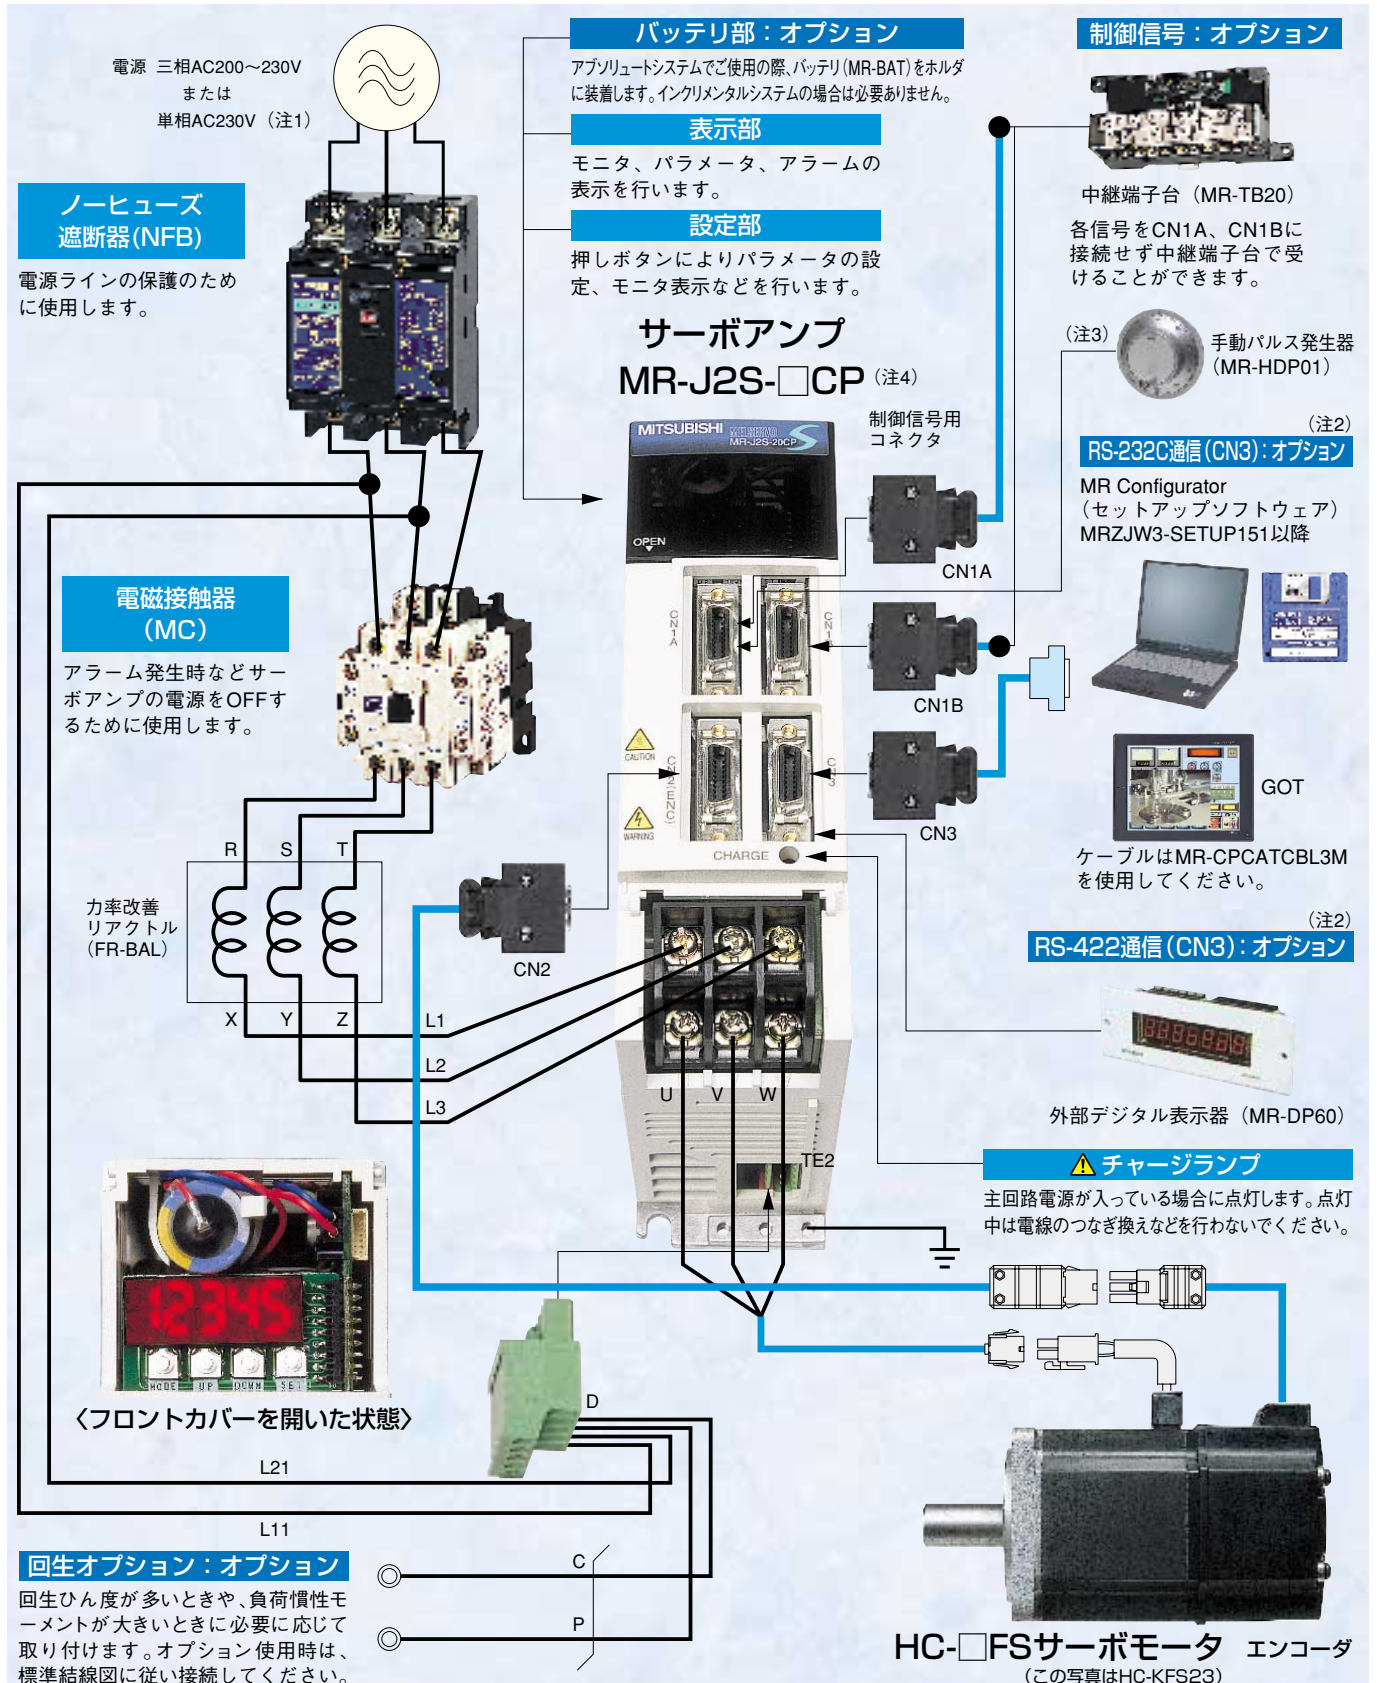 電源 三相AC200〜230V
または
単相AC230V（注1）
ノーヒューズ
遮断器(NFB)
電源ラインの保護のため
に使用します。
バッテリ部：オプション
アブソリュートシステムでご使用の際、バッテリ(MR-BAT)をホルダ
に装着します。インクリメンタルシステムの場合は必要ありません。
表示部
モニタ、パラメータ、アラームの
表示を行います。
設定部
押しボタンによりパラメータの設
定、モニタ表示などを行います。
制御信号：オプション
中継端子台（MR-TB20）
各信号をCN1A、CN1Bに
接続せず中継端子台で受
けることができます。
（注3）
手動パルス発生器
（MR-HDP01）
サーボアンプ
MR-J2S-□CP（注4）
制御信号用
コネクタ
MITSUBISHI
MELSERVO
MR-J2S-20CP
OPEN
CN1A
CN1B
CN3
CN1A
CN1B
CN2(ENC)
CN3
CAUTION
WARNING
CHARGE
（注2）
RS-232C通信(CN3)：オプション
MR Configurator
（セットアップソフトウェア）
MRZJW3-SETUP151以降
GOT
ケーブルはMR-CPCATCBL3M
を使用してください。
（注2）
RS-422通信(CN3)：オプション
外部デジタル表示器（MR-DP60）
電磁接触器
（MC）
アラーム発生時などサー
ボアンプの電源をOFFす
るために使用します。
R S T
力率改善
リアクトル
（FR-BAL）
X Y Z
L1
L2
L3
CN2
U V W
TE2
チャージランプ
主回路電源が入っている場合に点灯します。点灯
中は電線のつなぎ換えなどを行わないでください。
12345
MODE UP DOWN SET
〈フロントカバーを開いた状態〉
D
L21
L11
回生オプション：オプション
回生ひん度が多いときや、負荷慣性モ
ーメントが大きいときに必要に応じて
取り付けます。オプション使用時は、
標準結線図に従い接続してください。
C
P
HC-□FSサーボモータ エンコーダ
（この写真はHC-KFS23）